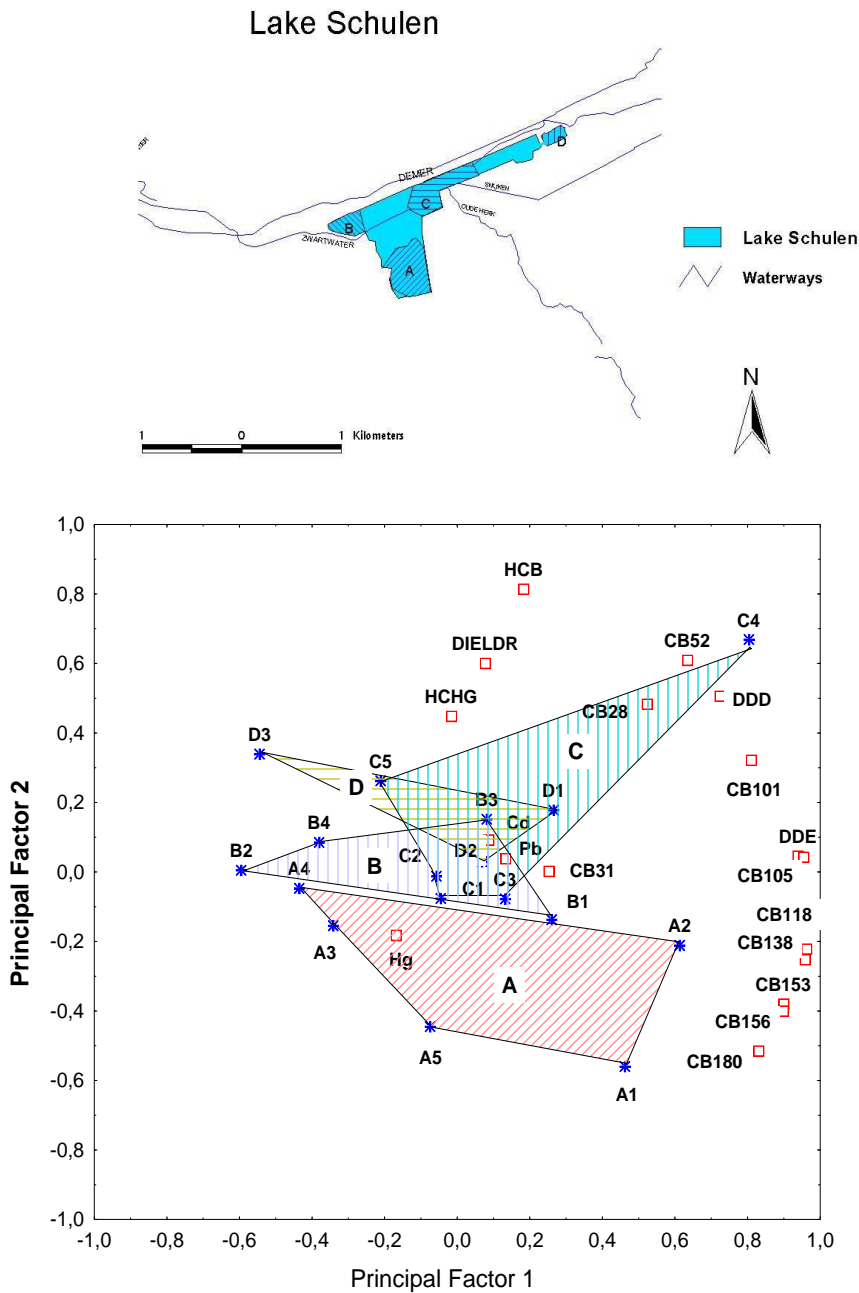 Lake Schulen
DEMER
D
SMUKEN
C
OUDE HERK
B
ZWARTWATER
A
Lake Schulen
Waterways
N
1 0 1 Kilometers
1,0
HCB
0,8
C4
CB52
DIELDR
0,6
DDD
HCHG
CB28
0,4
D3
C
C5
CB101
D
D1
B3
0,2
Cd
B4
DDE
Pb
B2
D2
C2
0,0
A4
B
CB31
CB105
C1
C3
B1
CB118
A2
-0,2
A3
Hg
CB138
A
CB153
-0,4
CB156
A5
CB180
-0,6
A1
-0,8
-1,0
-1,0 -0,8 -0,6 -0,4 -0,2 0,0 0,2 0,4 0,6 0,8 1,0
Principal Factor 1
Principal Factor 2